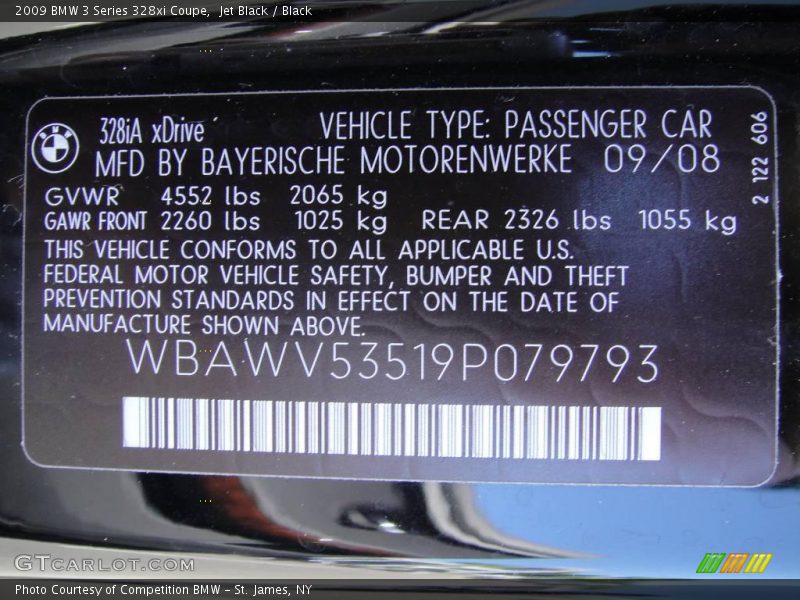 2009 BMW 3 Series 328xi Coupe,  Jet Black / Black
BMW
328iA xDrive VEHICLE TYPE: PASSENGER CAR
MFD BY BAYERISCHE MOTORENWERKE 09/08
GVWR 4552 lbs 2065 kg
GAWR FRONT 2260 lbs 1025 kg REAR 2326 lbs 1055 kg
THIS VEHICLE CONFORMS TO ALL APPLICABLE U.S.
FEDERAL MOTOR VEHICLE SAFETY, BUMPER AND THEFT
PREVENTION STANDARDS IN EFFECT ON THE DATE OF
MANUFACTURE SHOWN ABOVE.
WBAWV53519P079793
2 122 606
GTCARLOT.COM
Photo Courtesy of Competition BMW – St. James, NY